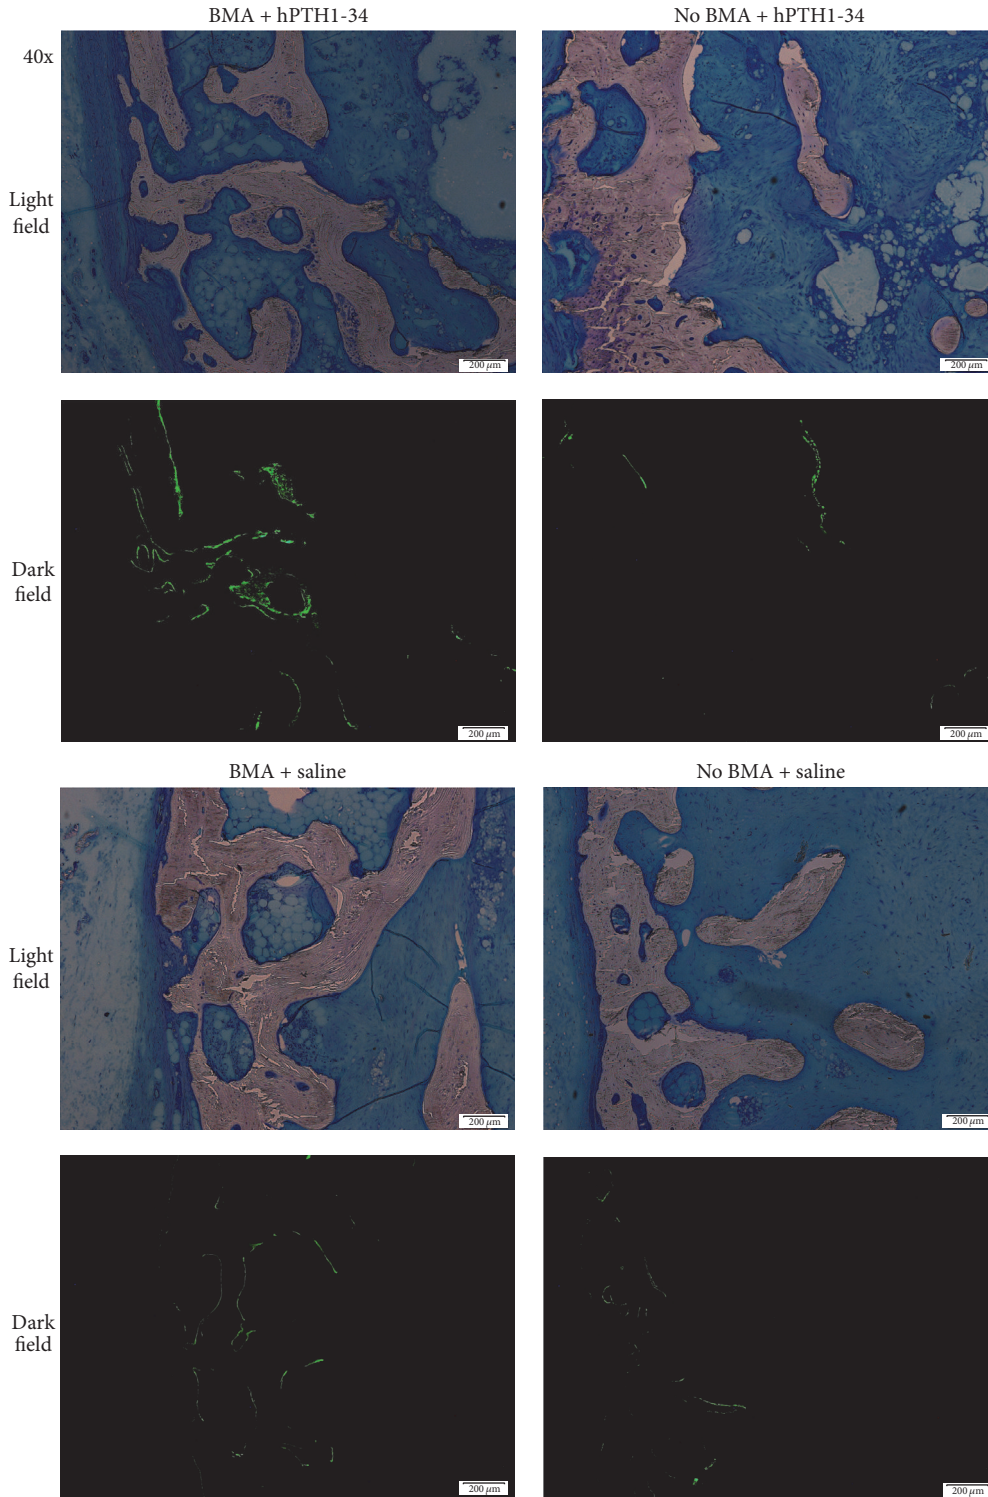 BMA + hPTH1-34
No BMA + hPTH1-34
40x
Light
field
200 μm
200 μm
Dark
field
200 μm
200 μm
BMA + saline
No BMA + saline
Light
field
200 μm
200 μm
Dark
field
200 μm
200 μm